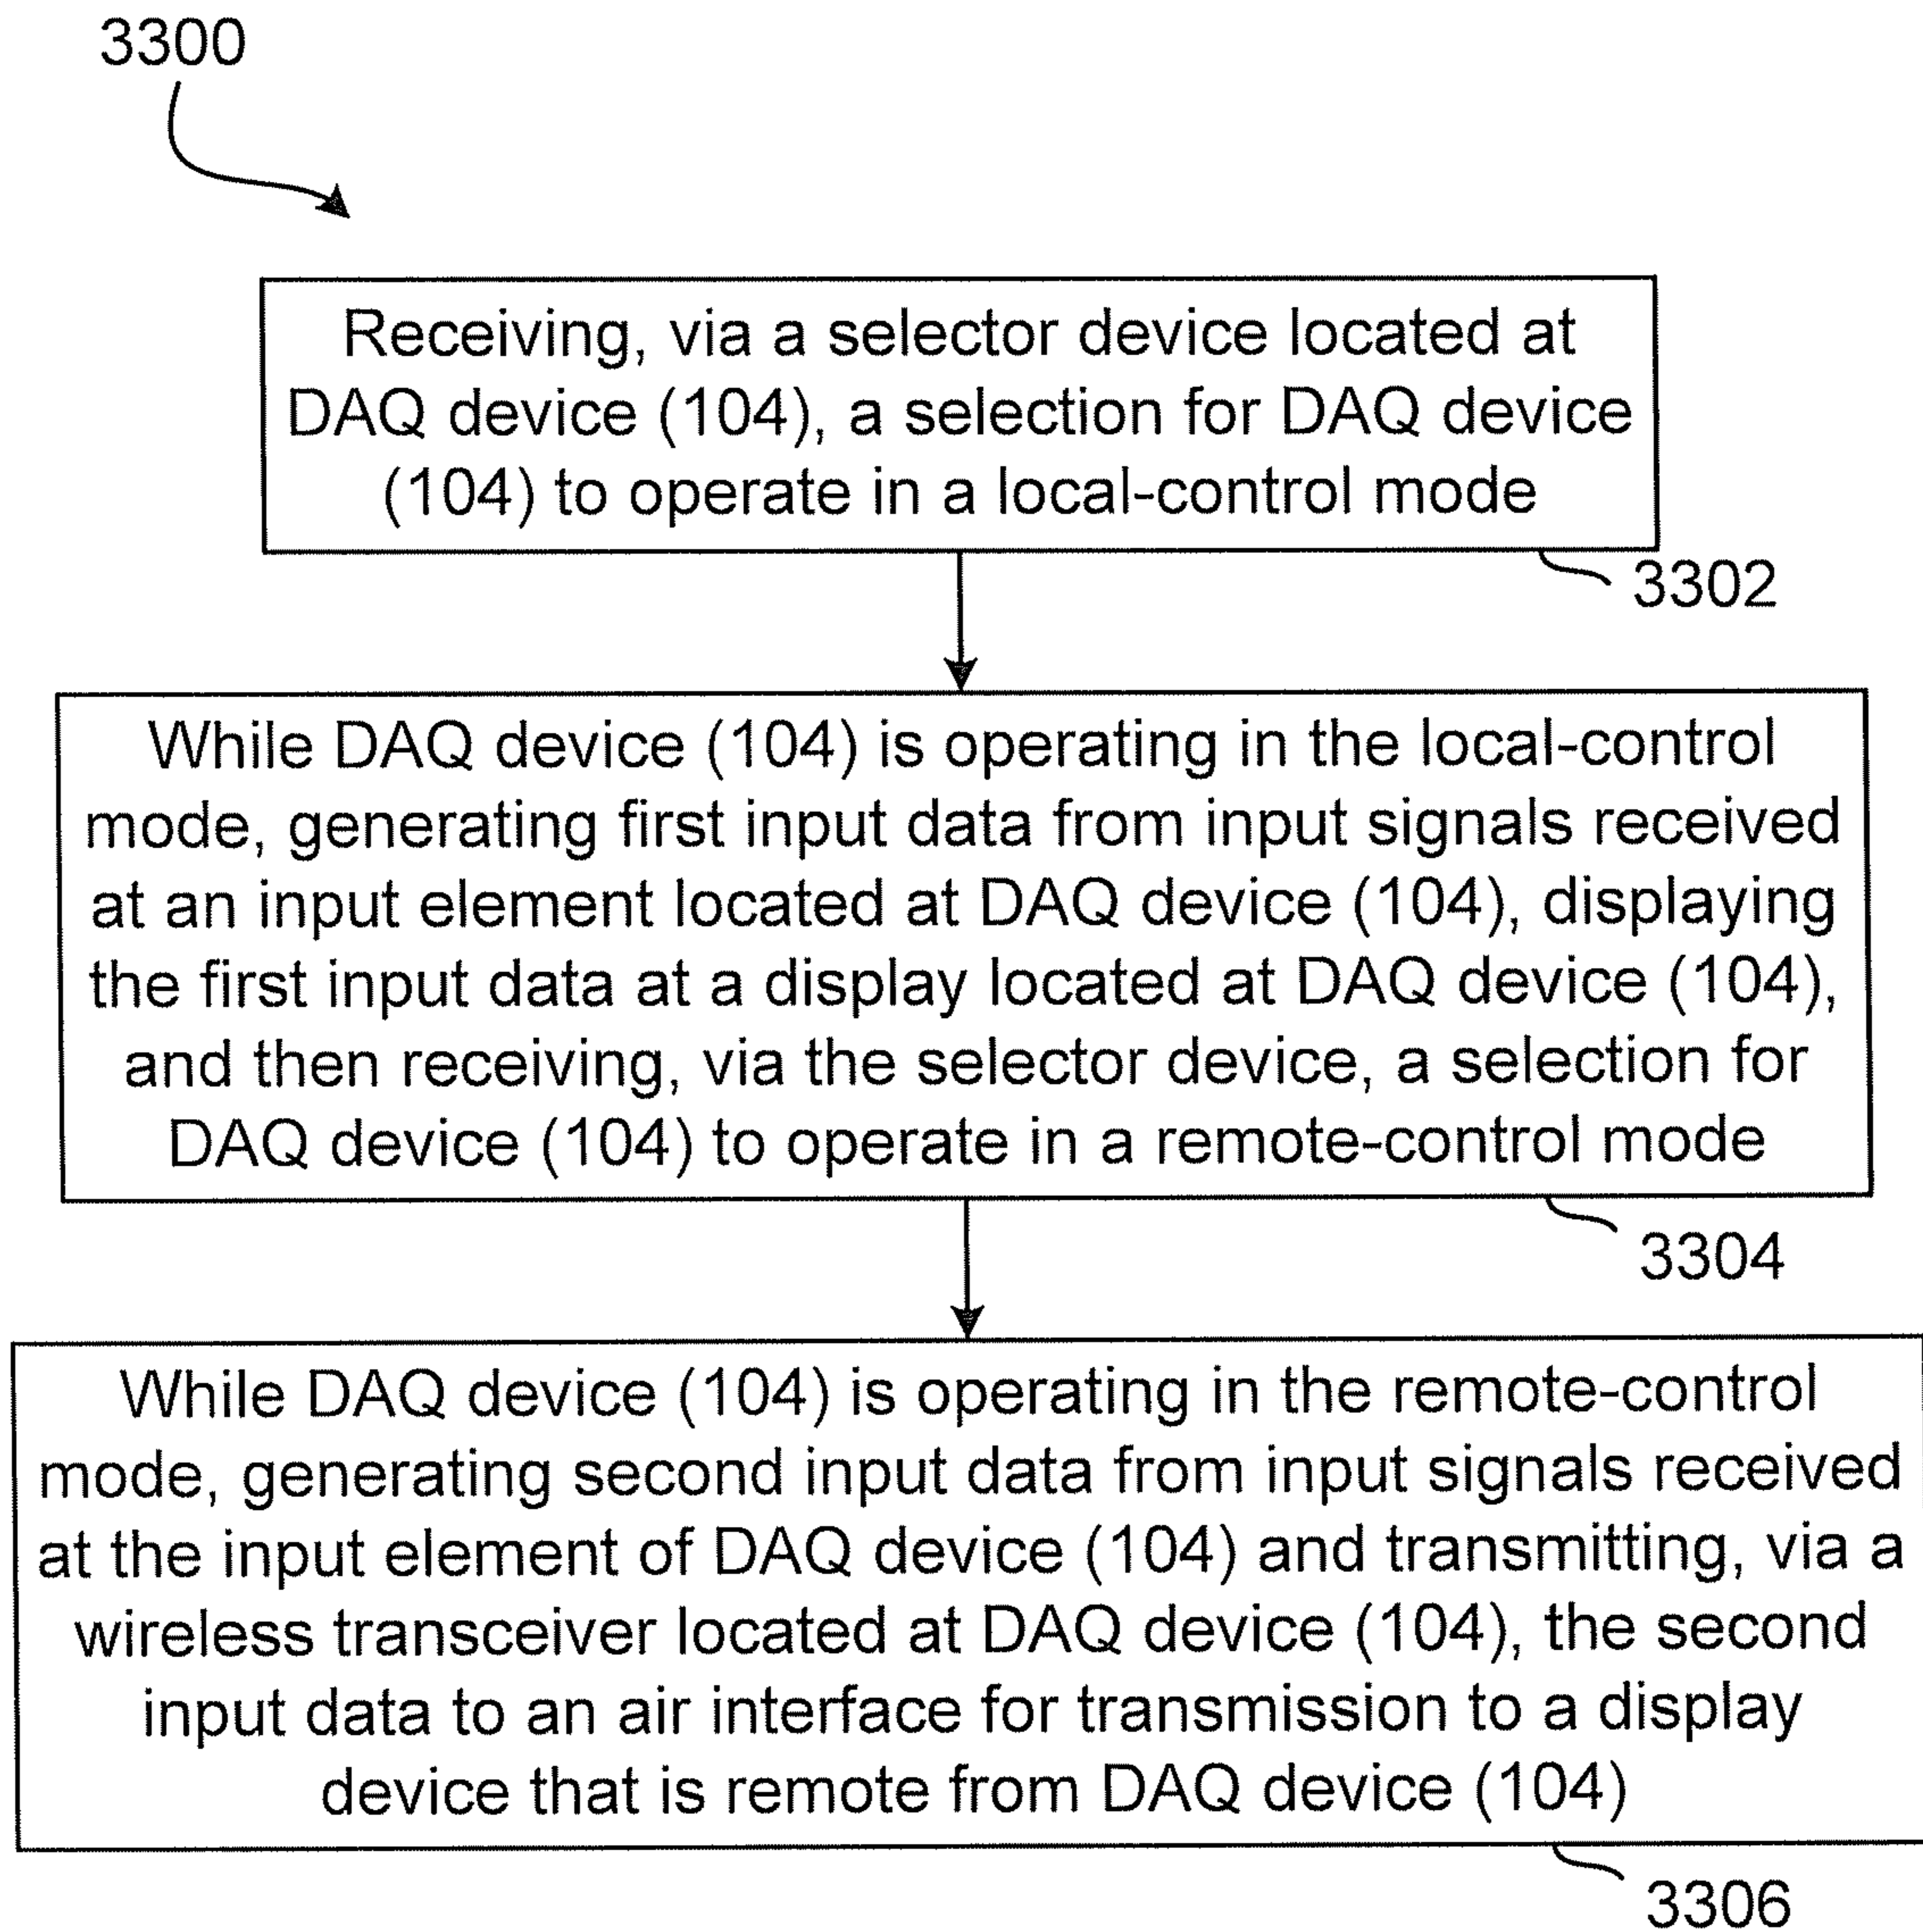 3300
Receiving, via a selector device located at
DAQ device (104), a selection for DAQ device
(104) to operate in a local-control mode
3302
While DAQ device (104) is operating in the local-control
mode, generating first input data from input signals received
at an input element located at DAQ device (104), displaying
the first input data at a display located at DAQ device (104),
and then receiving, via the selector device, a selection for
DAQ device (104) to operate in a remote-control mode
3304
While DAQ device (104) is operating in the remote-control
mode, generating second input data from input signals received
at the input element of DAQ device (104) and transmitting, via a
wireless transceiver located at DAQ device (104), the second
input data to an air interface for transmission to a display
device that is remote from DAQ device (104)
3306